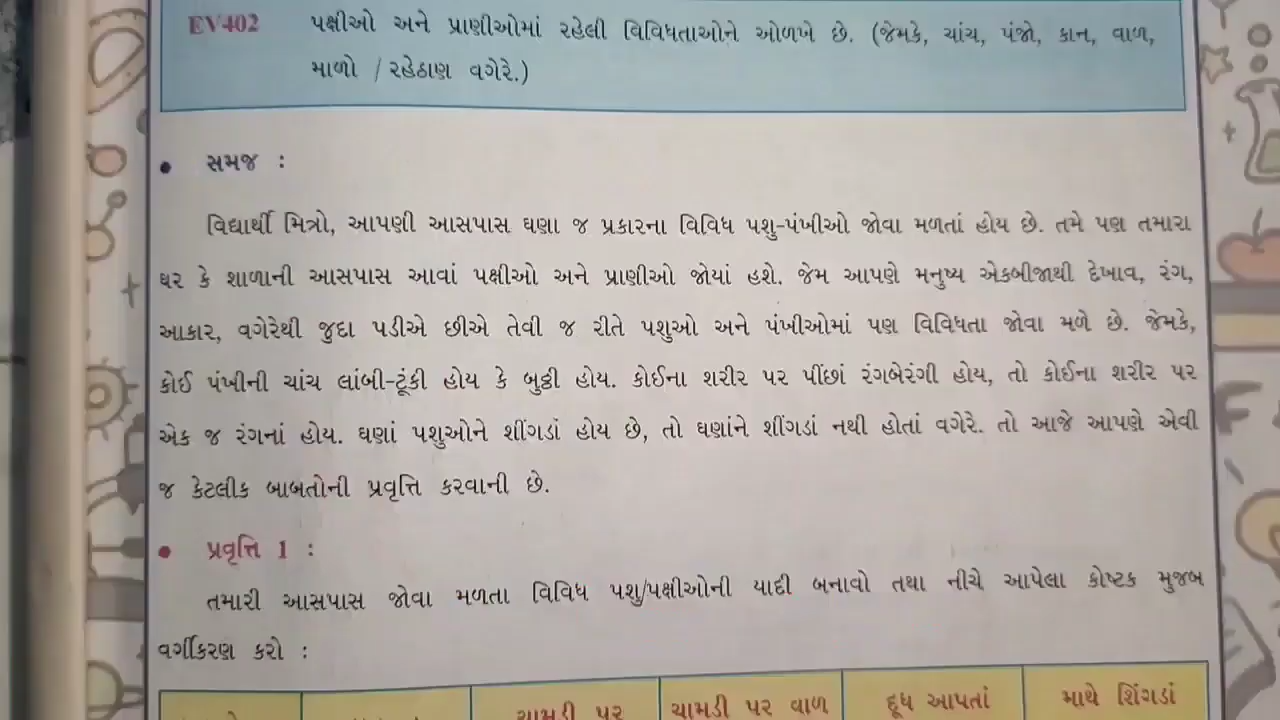 EV402 પક્ષીઓ અને પ્રાણીઓમાં રહેલી વિવિધતાઓને ઓળખે છે. (જેમકે, ચાંચ, પંજો, કાન, વાળ,
માળો / રહેઠાણ વગેરે.)
• સમજ :
વિદ્યાર્થી મિત્રો, આપણી આસપાસ ઘણા જ પ્રકારના વિવિધ પશુ-પંખીઓ જોવા મળતાં હોય છે. તમે પણ તમારા
ઘર કે શાળાની આસપાસ આવાં પક્ષીઓ અને પ્રાણીઓ જોયાં હશે. જેમ આપણે મનુષ્ય એકબીજાથી દેખાવ, રંગ,
આકાર, વગેરેથી જુદા પડીએ છીએ તેવી જ રીતે પશુઓ અને પંખીઓમાં પણ વિવિધતા જોવા મળે છે. જેમકે,
કોઈ પંખીની ચાંચ લાંબી-ટૂંકી હોય કે બુઠ્ઠી હોય. કોઈના શરીર પર પીંછાં રંગબેરંગી હોય, તો કોઈના શરીર પર
એક જ રંગનાં હોય. ઘણાં પશુઓને શીંગડાં હોય છે, તો ઘણાંને શીંગડાં નથી હોતાં વગેરે. તો આજે આપણે એવી
જ કેટલીક બાબતોની પ્રવૃત્તિ કરવાની છે.
• પ્રવૃત્તિ 1 :
તમારી આસપાસ જોવા મળતા વિવિધ પશુ/પક્ષીઓની યાદી બનાવો તથા નીચે આપેલા કોષ્ટક મુજબ
વર્ગીકરણ કરો :
ચામડી પર ચામડી પર વાળ દૂધ આપતાં માથે શિંગડાં